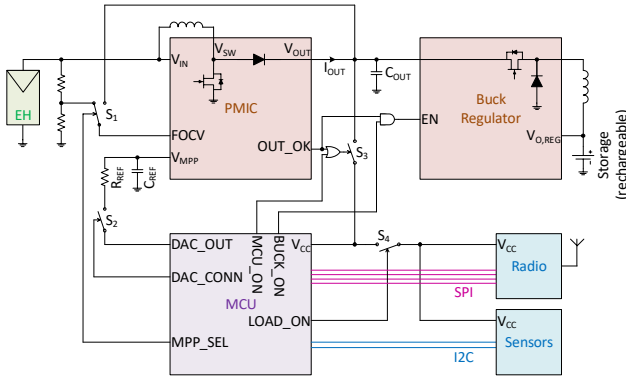 EH
S1
VIN
VSW
VOUT
PMIC
FOCV
VMPP
OUT_OK
IOUT
COUT
Buck
Regulator
EN
VO,REG
Storage
(rechargeable)
RREF
CREF
S2
S3
DAC_OUT
DAC_CONN
MCU_ON
BUCK_ON
VCC
MCU
LOAD_ON
MPP_SEL
S4
SPI
I2C
VCC
Radio
VCC
Sensors